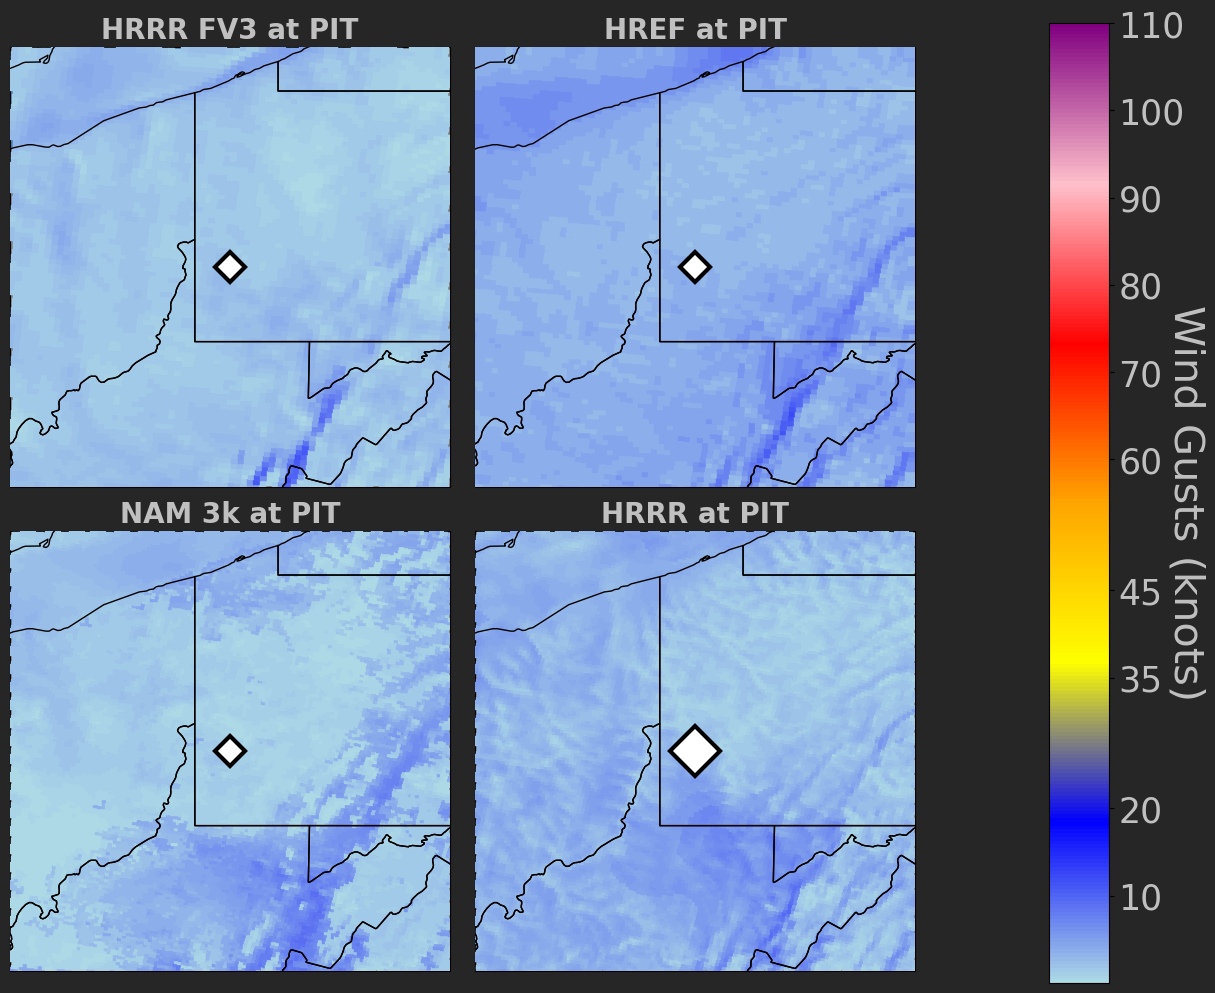 HRRR FV3 at PIT
HREF at PIT
NAM 3k at PIT
HRRR at PIT
110
100
90
80
70
60
45
35
20
10
Wind Gusts (knots)